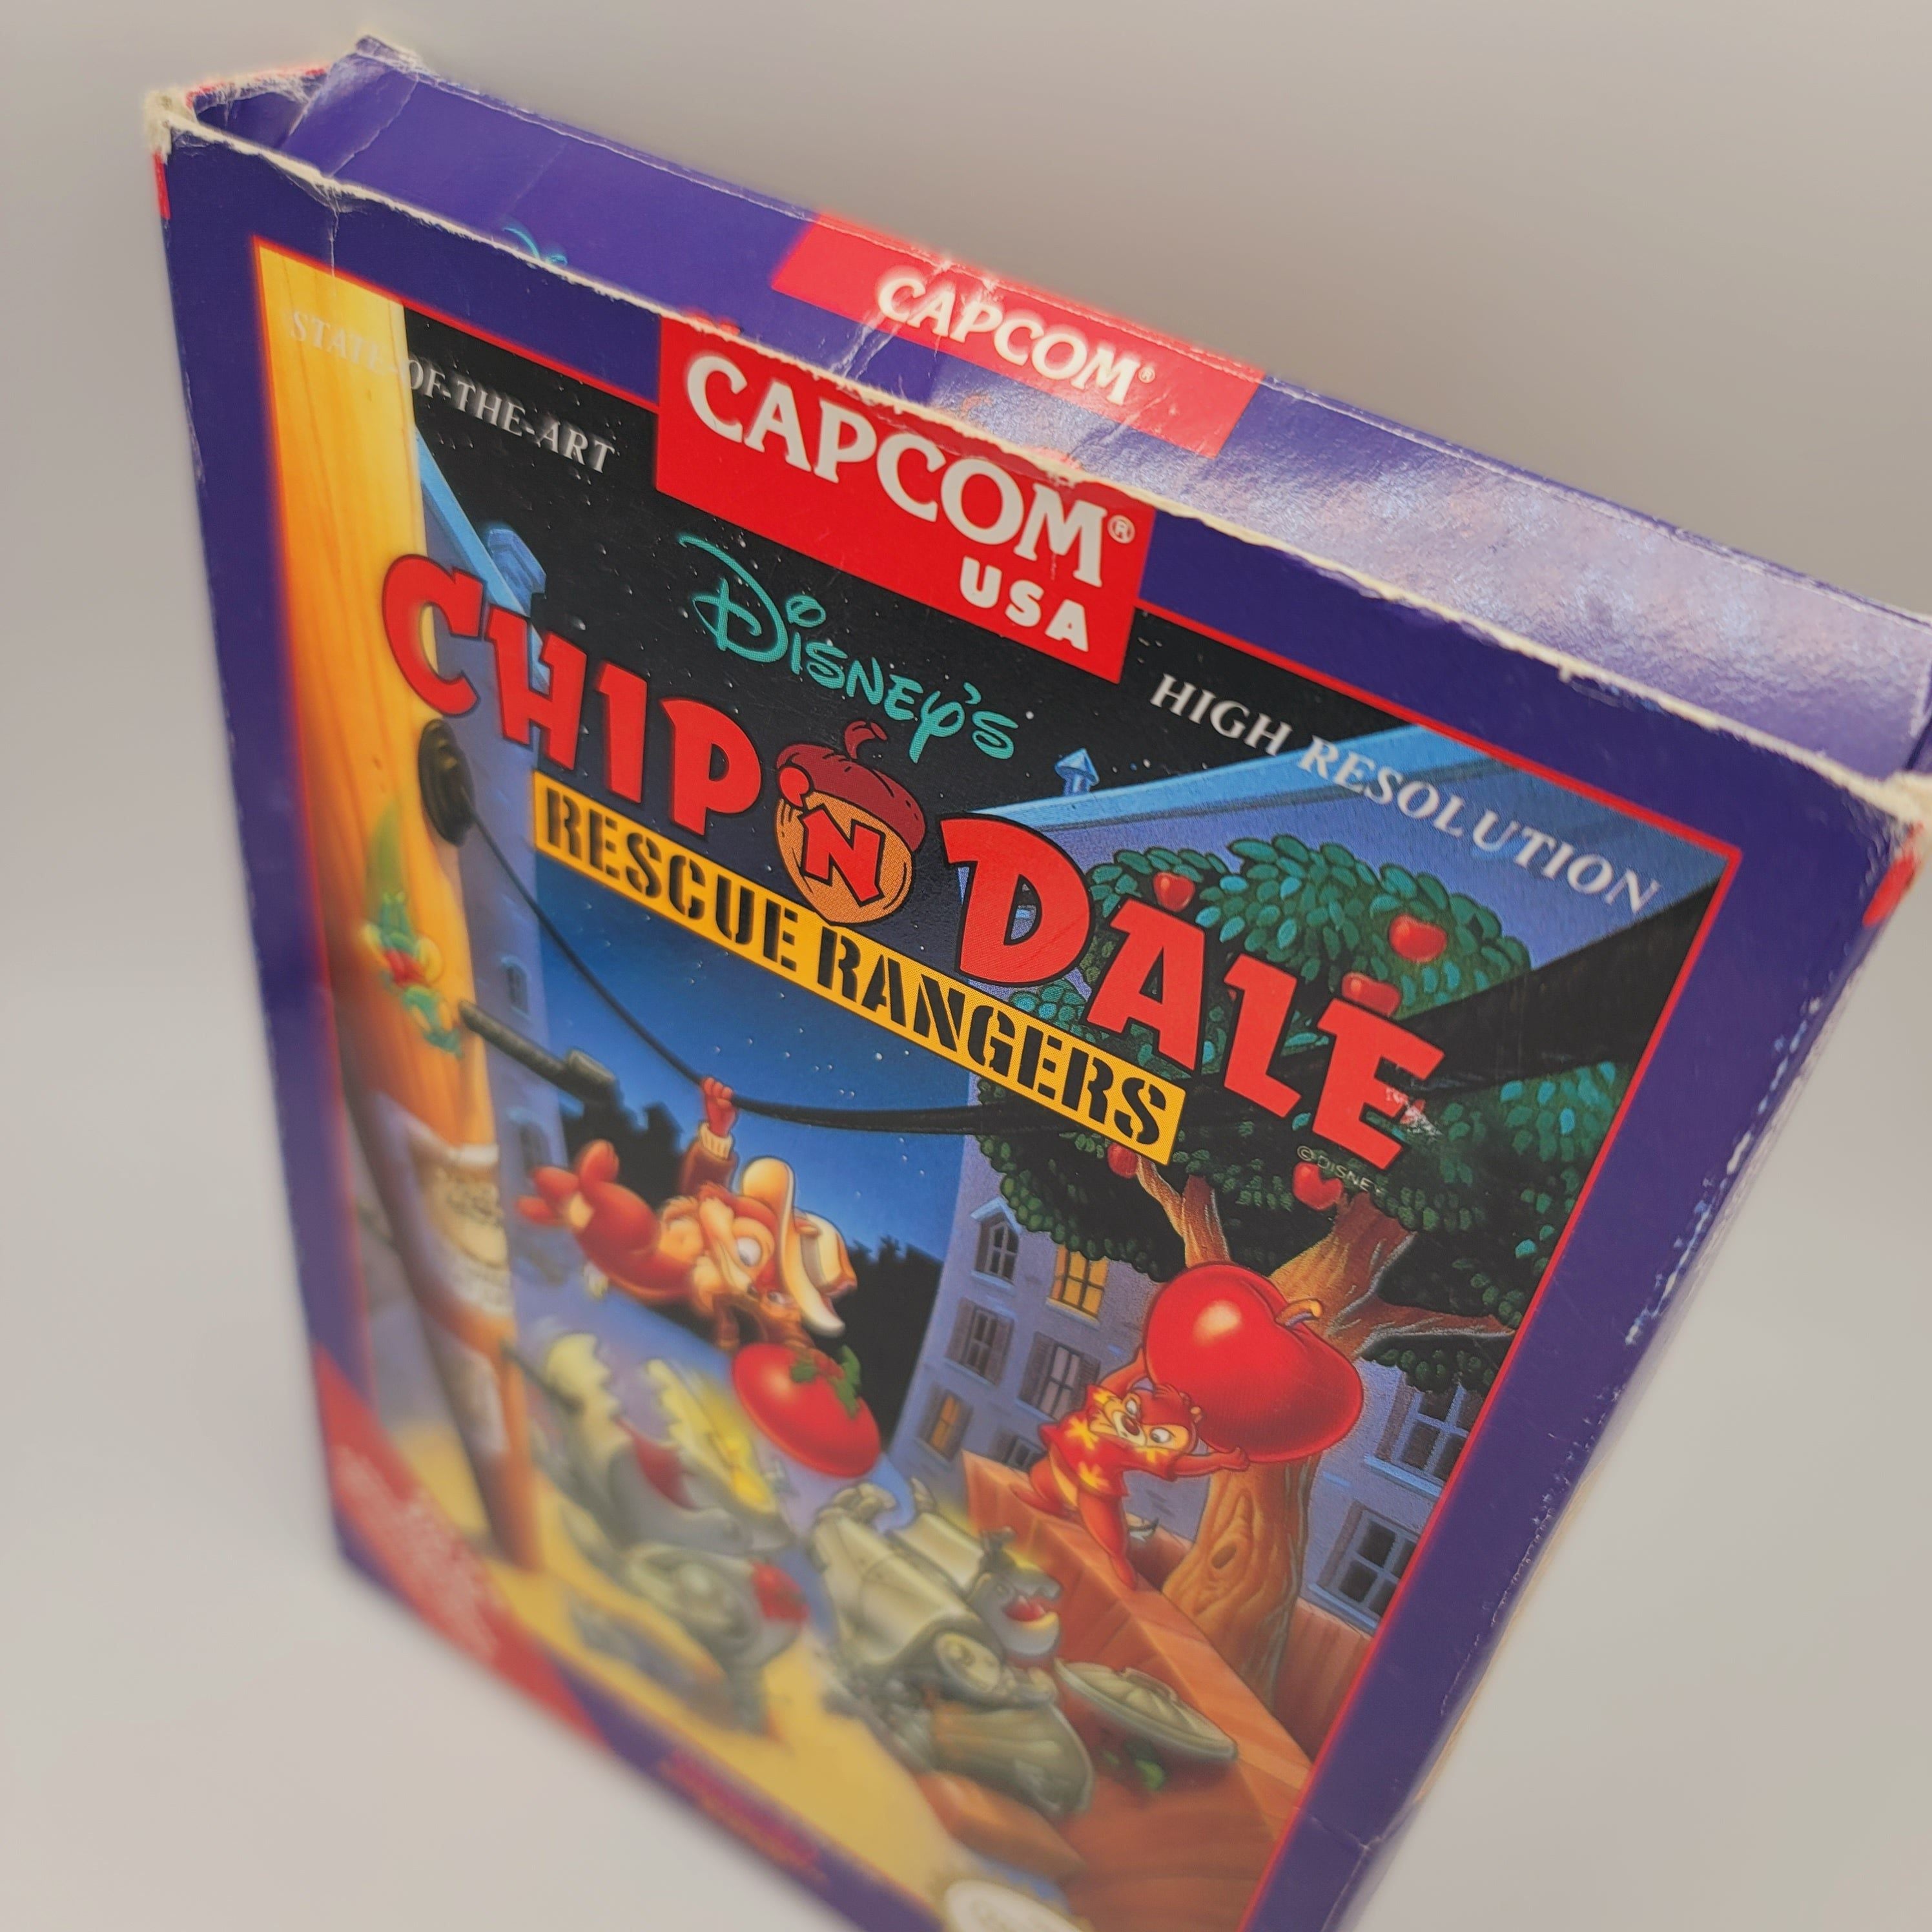 CAPCOM®
STATE-OF-THE-ART
CAPCOM®
USA
HIGH RESOLUTION
DISNEY'S
CHIP 'N DALE
RESCUE RANGERS
© DISNEY